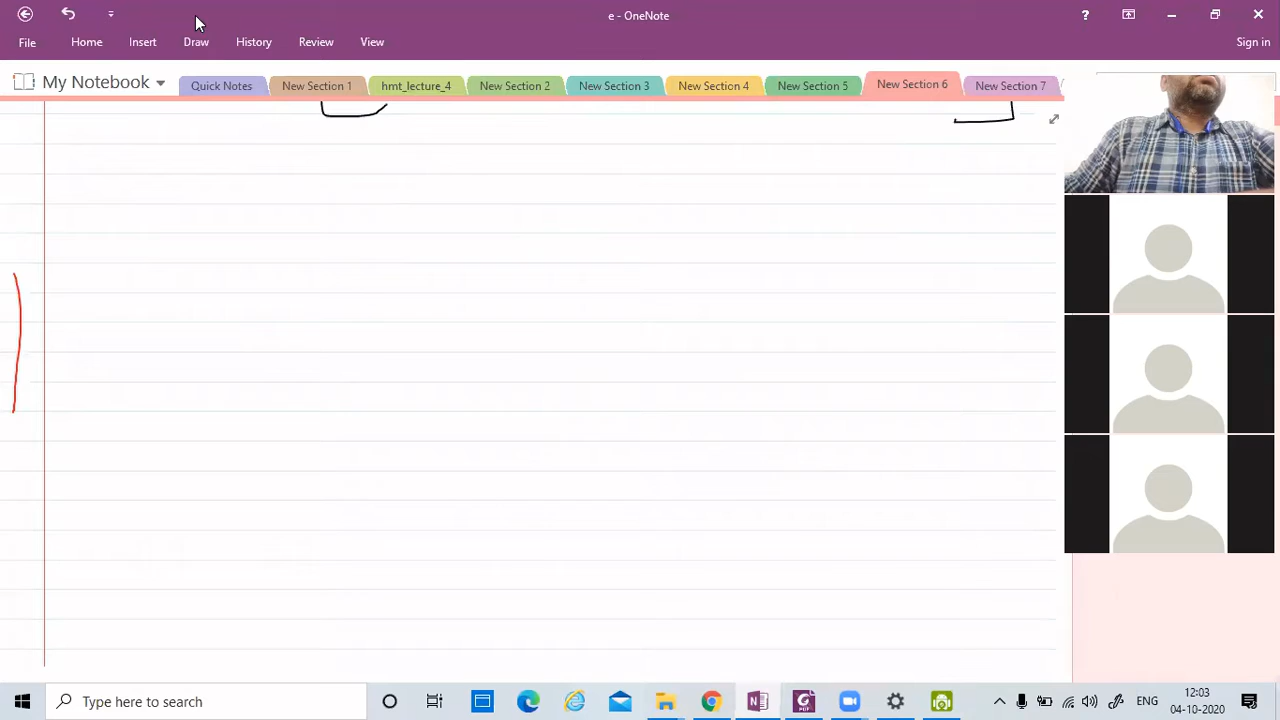 e - OneNote
?
File Home Insert Draw History Review View Sign in
My Notebook Quick Notes New Section 1 hmt_lecture_4 New Section 2 New Section 3 New Section 4 New Section 5 New Section 6 New Section 7
Type here to search
ENG
2:03
04-10-2020